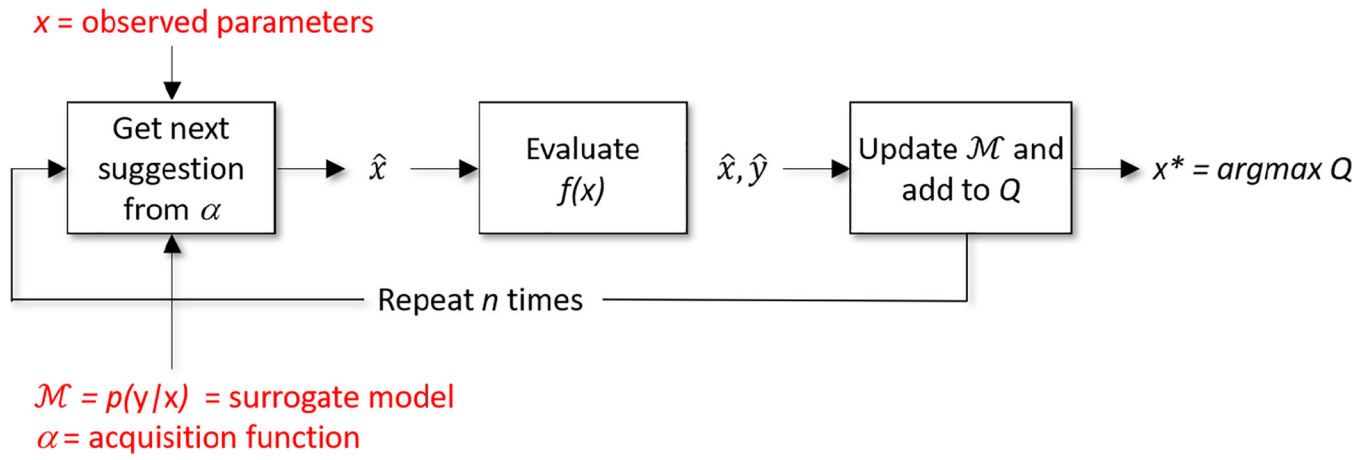 x = observed parameters
Get next
suggestion
from α
x̂
Evaluate
f(x)
x̂, ŷ
Update ℳ and
add to Q
x* = argmax Q
Repeat n times
ℳ = p(y/x) = surrogate model
α = acquisition function